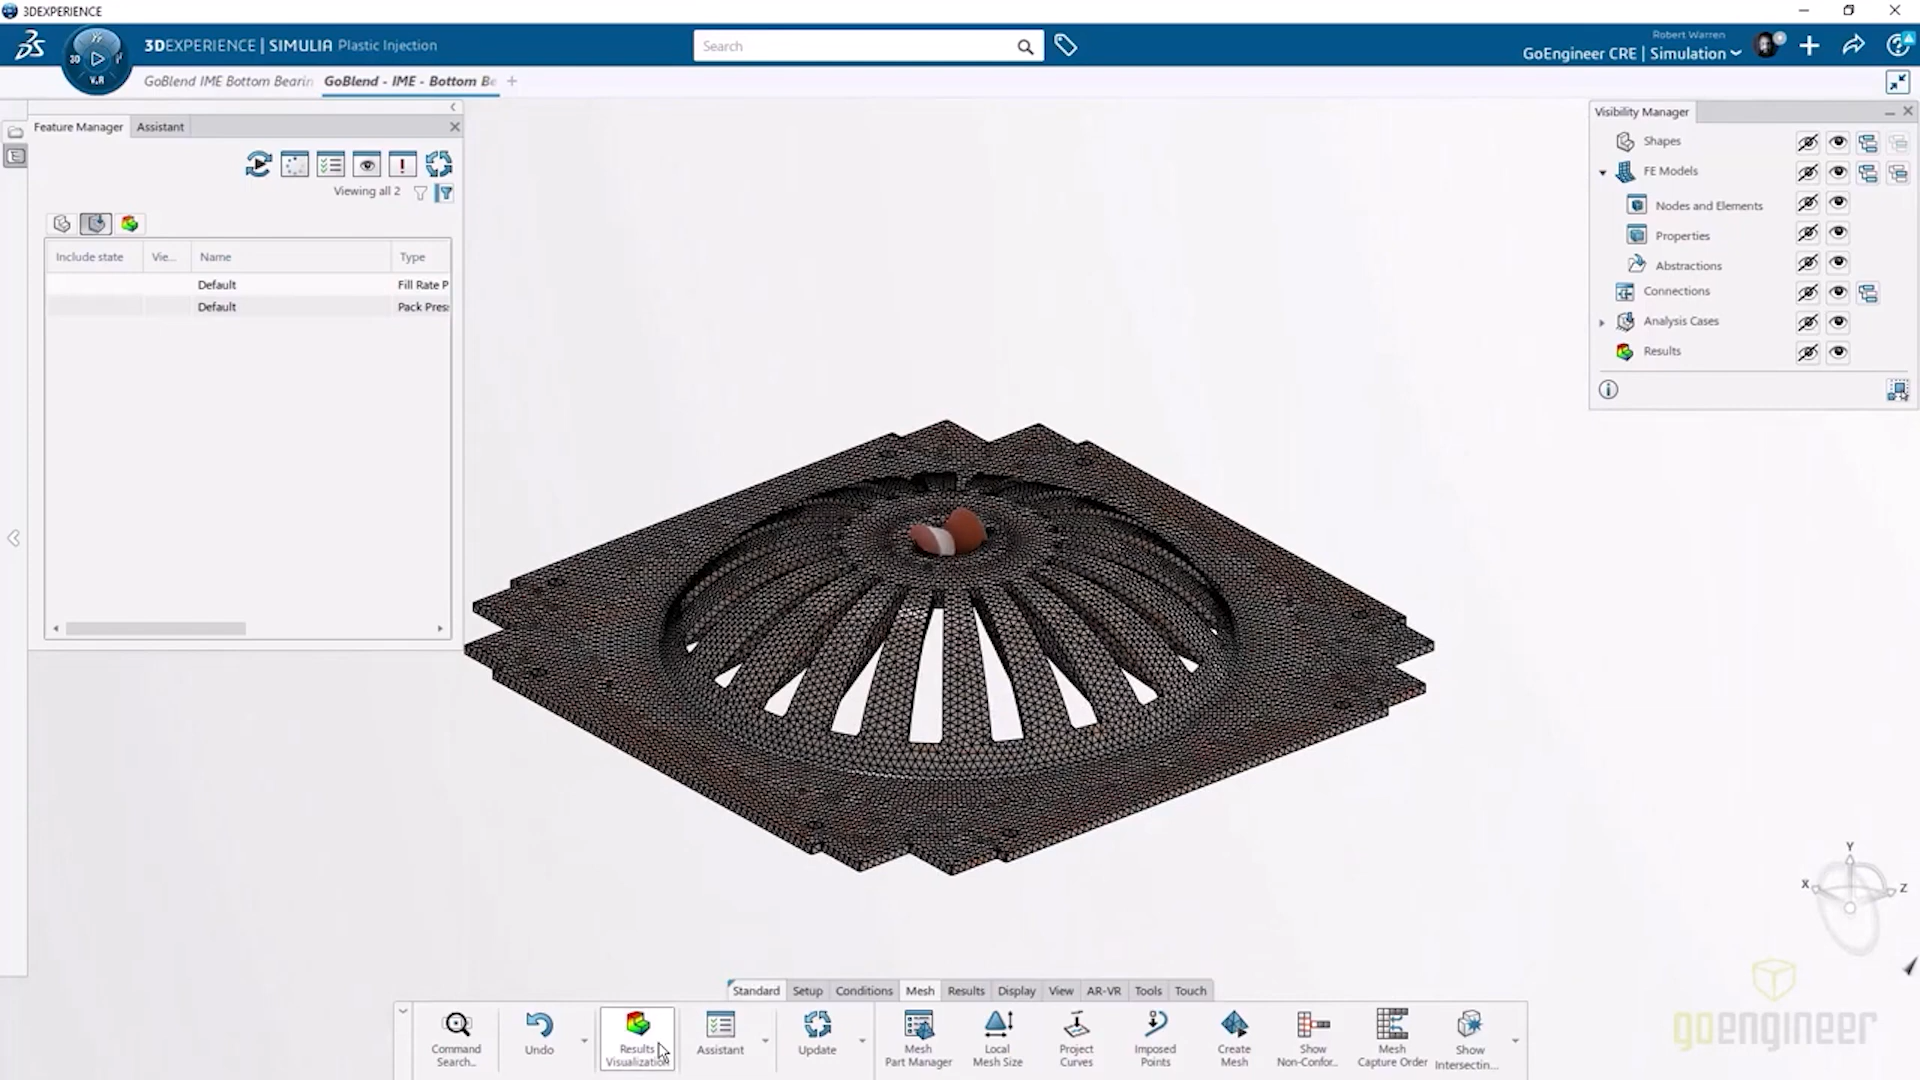 3DEXPERIENCE
3DEXPERIENCE | SIMULIA Plastic Injection
Search
Robert Warren
GoEngineer CRE | Simulation
3D
V.R
GoBlend IME Bottom Bearin
GoBlend - IME - Bottom Be
Feature Manager
Assistant
Viewing all 2
Include state
Vie...
Name
Type
Default
Fill Rate P
Default
Pack Pres
Visibility Manager
Shapes
FE Models
Nodes and Elements
Properties
Abstractions
Connections
Analysis Cases
Results
Y
X
Z
Standard
Setup
Conditions
Mesh
Results
Display
View
AR-VR
Tools
Touch
Command
Search...
Undo
Results
Visualization
Assistant
Update
Mesh
Part Manager
Local
Mesh Size
Project
Curves
Imposed
Points
Create
Mesh
Show
Non-Confor...
Mesh
Capture Order
Show
Intersectin...
goengineer